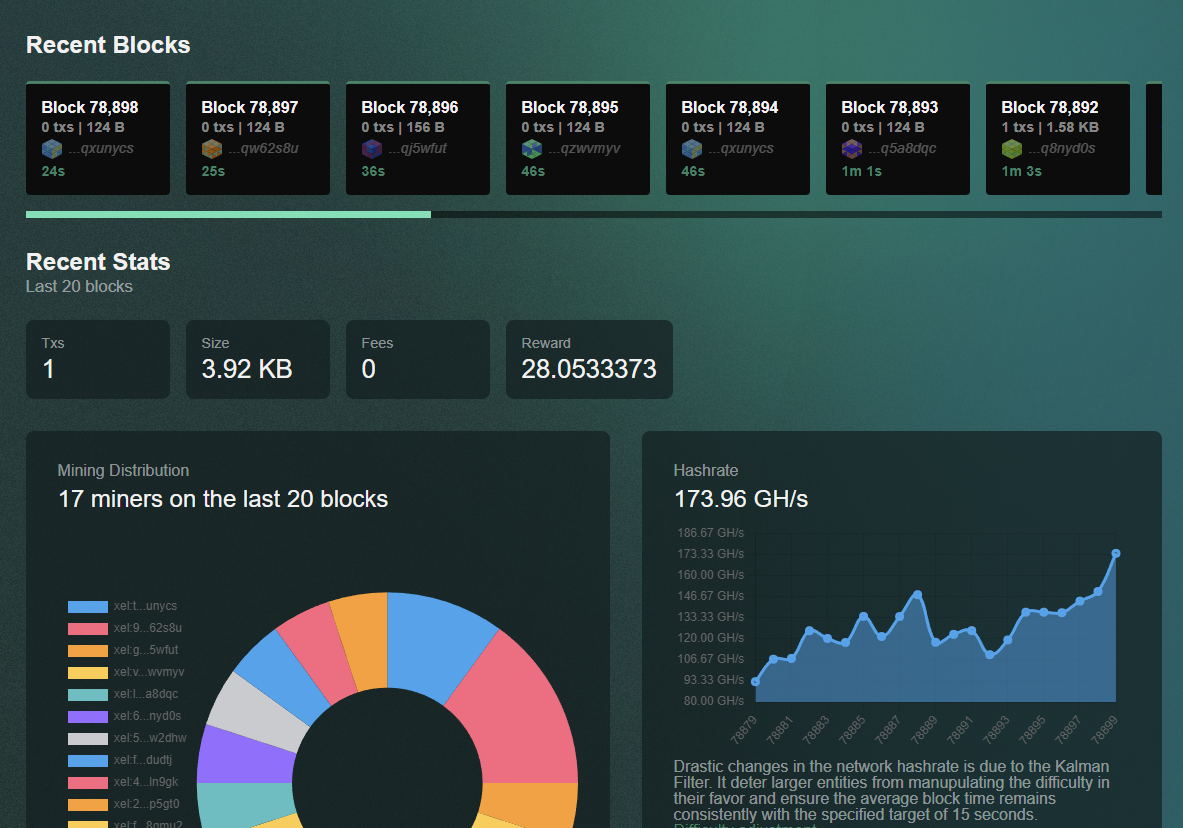 Recent Blocks
Block 78,898
0 txs | 124 B
...qxunycs
24s
Block 78,897
0 txs | 124 B
...qw62s8u
25s
Block 78,896
0 txs | 156 B
...qj5wfut
36s
Block 78,895
0 txs | 124 B
...qzwvmyv
46s
Block 78,894
0 txs | 124 B
...qxunycs
46s
Block 78,893
0 txs | 124 B
...q5a8dqc
1m 1s
Block 78,892
1 txs | 1.58 KB
...q8nyd0s
1m 3s
Recent Stats
Last 20 blocks
Txs
1
Size
3.92 KB
Fees
0
Reward
28.0533373
Mining Distribution
17 miners on the last 20 blocks
xel:t...unycs
xel:9...62s8u
xel:g...5wfut
xel:v...wvmyv
xel:l...a8dqc
xel:6...nyd0s
xel:5...w2dhw
xel:f...dudtj
xel:4...ln9gk
xel:2...p5gt0
xel:f...8qmu2
Hashrate
173.96 GH/s
186.67 GH/s
173.33 GH/s
160.00 GH/s
146.67 GH/s
133.33 GH/s
120.00 GH/s
106.67 GH/s
93.33 GH/s
80.00 GH/s
78879
78881
78883
78885
78887
78889
78891
78893
78895
78897
78899
Drastic changes in the network hashrate is due to the Kalman
Filter. It deter larger entities from manupulating the difficulty in
their favor and ensure the average block time remains
consistently with the specified target of 15 seconds.
Difficulty adjustment